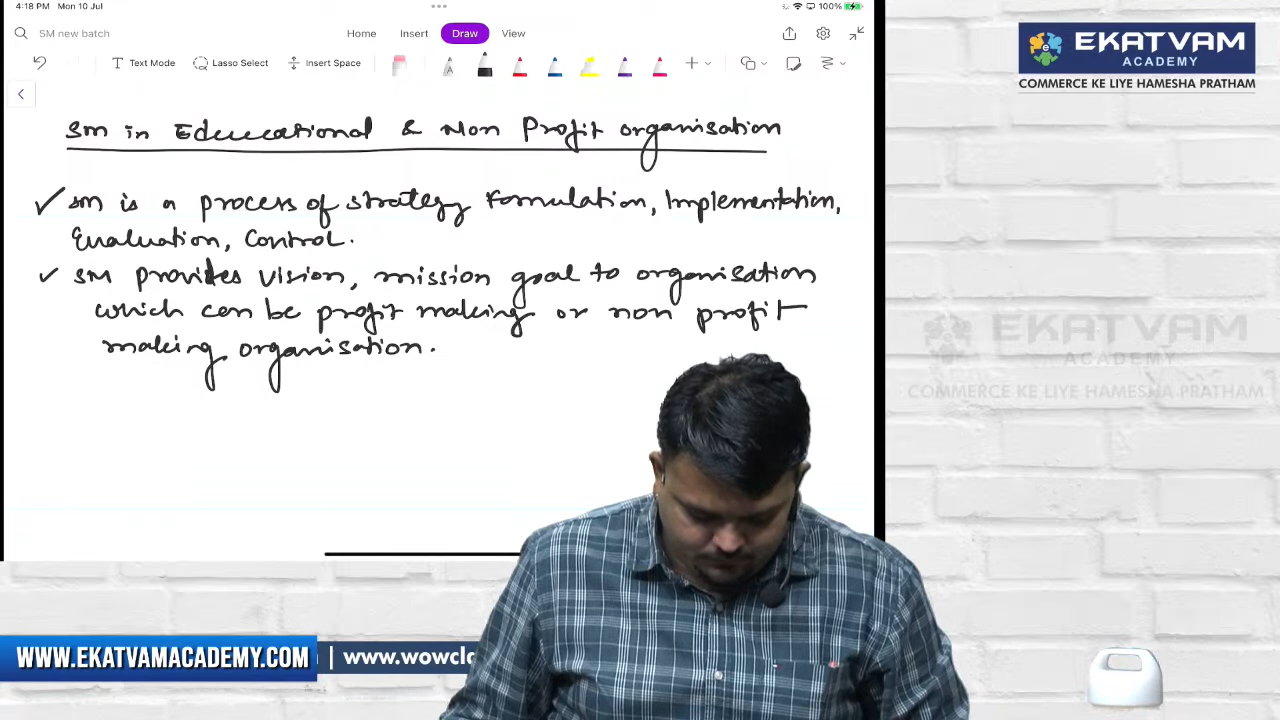 4:18 PM Mon 10 Jul
100%
SM new batch
Home Insert Draw View
Text Mode Lasso Select Insert Space
EKATVAM
ACADEMY
COMMERCE KE LIYE HAMESHA PRATHAM
SM in Educational & Non Profit organisation
SM is a process of strategy Formulation, Implementation,
Evaluation, Control.
SM provides vision, mission goal to organisation
which can be profit making or non profit
making organisation.
EKATVAM
ACADEMY
COMMERCE KE LIYE HAMESHA PRATHAM
WWW.EKATVAMACADEMY.COM | www.wowcl